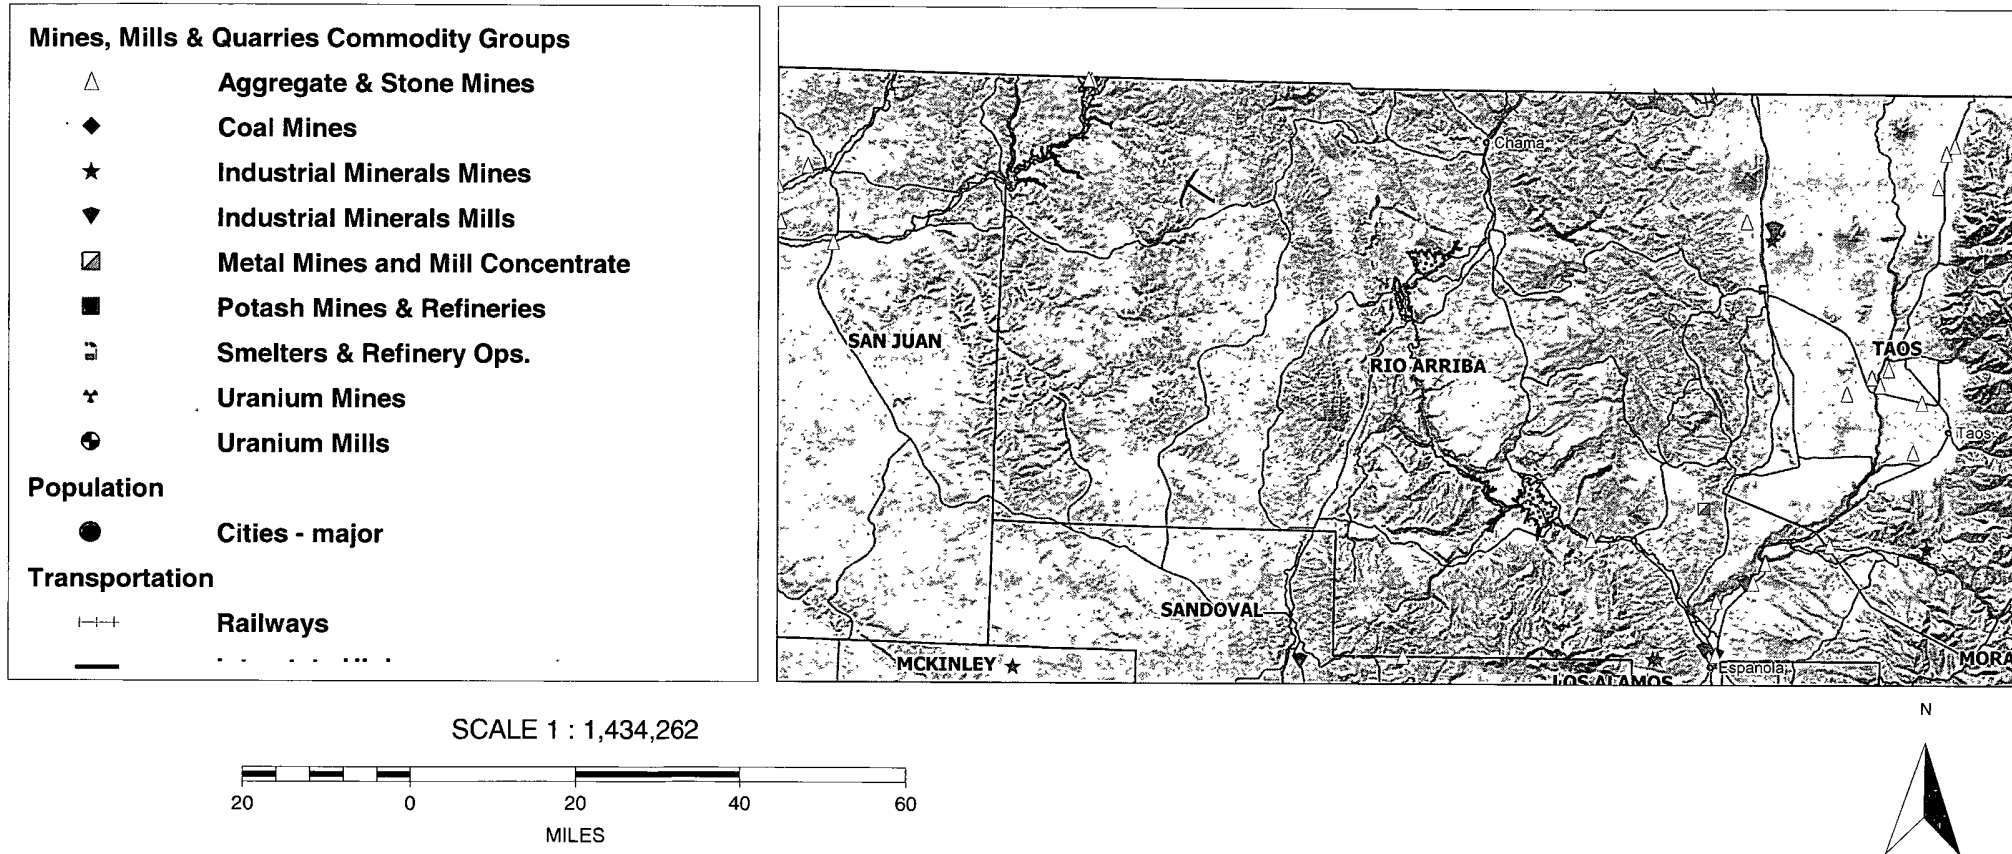 Mines, Mills & Quarries Commodity Groups
Aggregate & Stone Mines
Coal Mines
Industrial Minerals Mines
Industrial Minerals Mills
Metal Mines and Mill Concentrate
Potash Mines & Refineries
Smelters & Refinery Ops.
Uranium Mines
Uranium Mills
Population
Cities - major
Transportation
Railways
Chama
SAN JUAN
RIO ARRIBA
TAOS
Taos
SANDOVAL
MCKINLEY
Espanola
MORA
LOS ALAMOS
SCALE 1 : 1,434,262
20 0 20 40 60
MILES
N